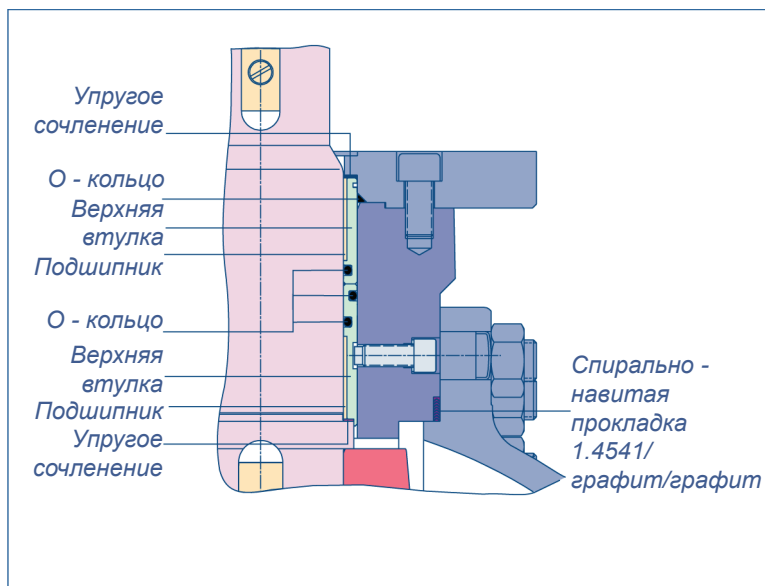 Упругое
сочленение
О - кольцо
Верхняя
втулка
Подшипник
О - кольцо
Верхняя
втулка
Подшипник
Упругое
сочленение
Спирально -
навитая
прокладка
1.4541/
графит/графит